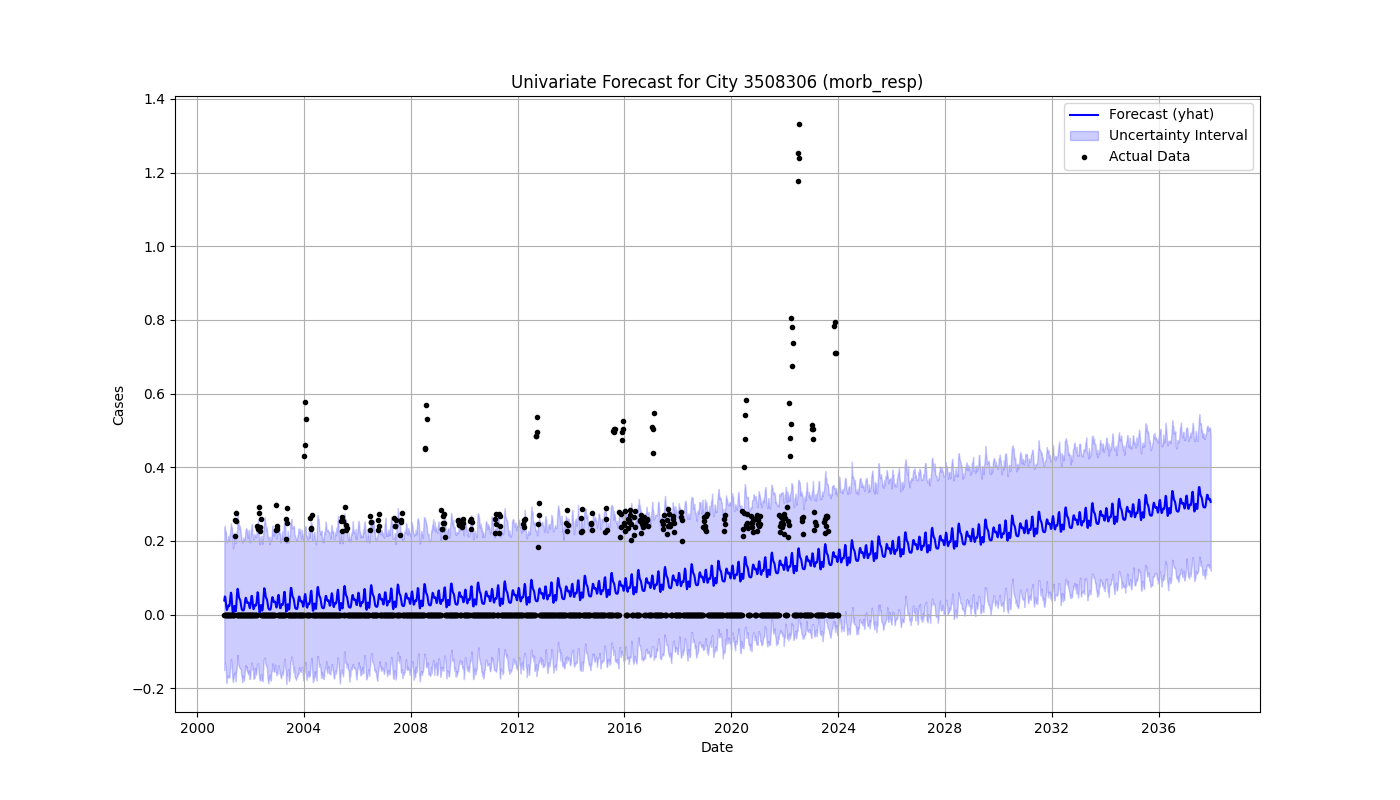 Univariate Forecast for City 3508306 (morb_resp)
Forecast (yhat)
Uncertainty Interval
Actual Data
Cases
1.4
1.2
1.0
0.8
0.6
0.4
0.2
0.0
−0.2
2000 2004 2008 2012 2016 2020 2024 2028 2032 2036
Date